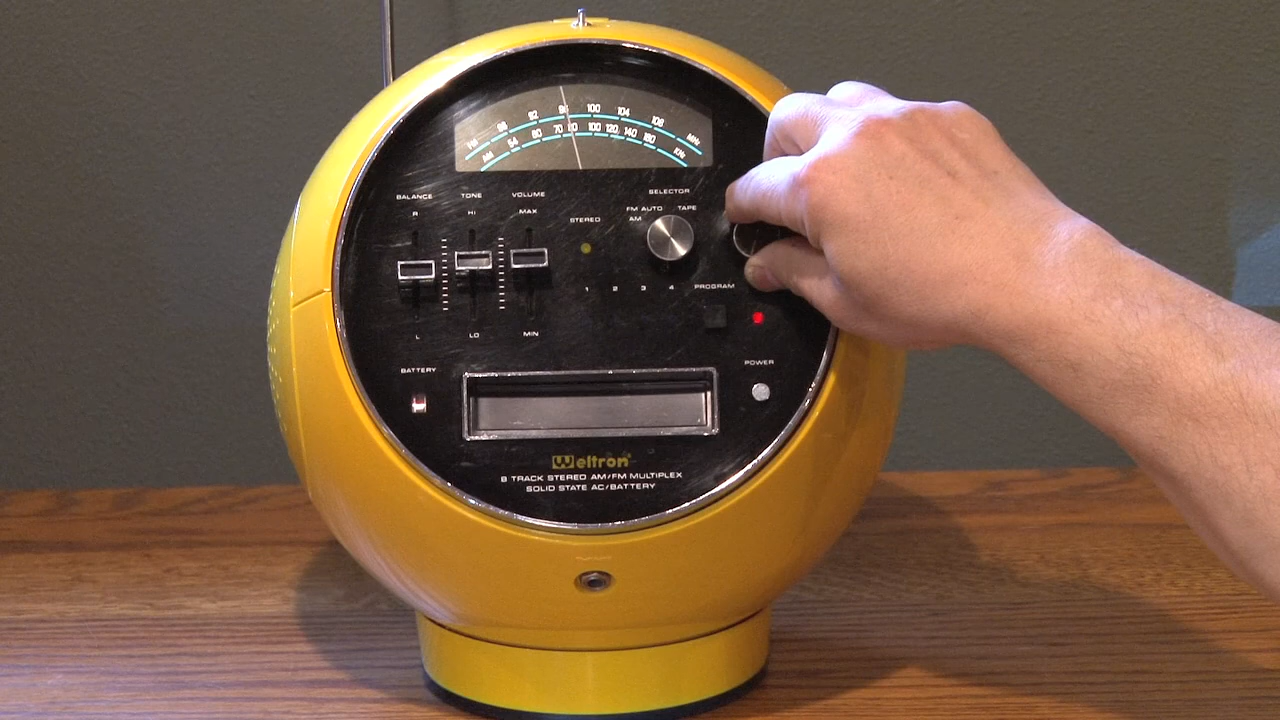 FM 88 92 96 100 104 108 MHz
AM 54 60 70 80 100 120 140 160 KHz
BALANCE TONE VOLUME SELECTOR
R HI MAX FM AUTO TAPE
STEREO AM
1 2 3 4 PROGRAM
L LO MIN
BATTERY POWER
Weltron
8 TRACK STEREO AM/FM MULTIPLEX
SOLID STATE AC/BATTERY